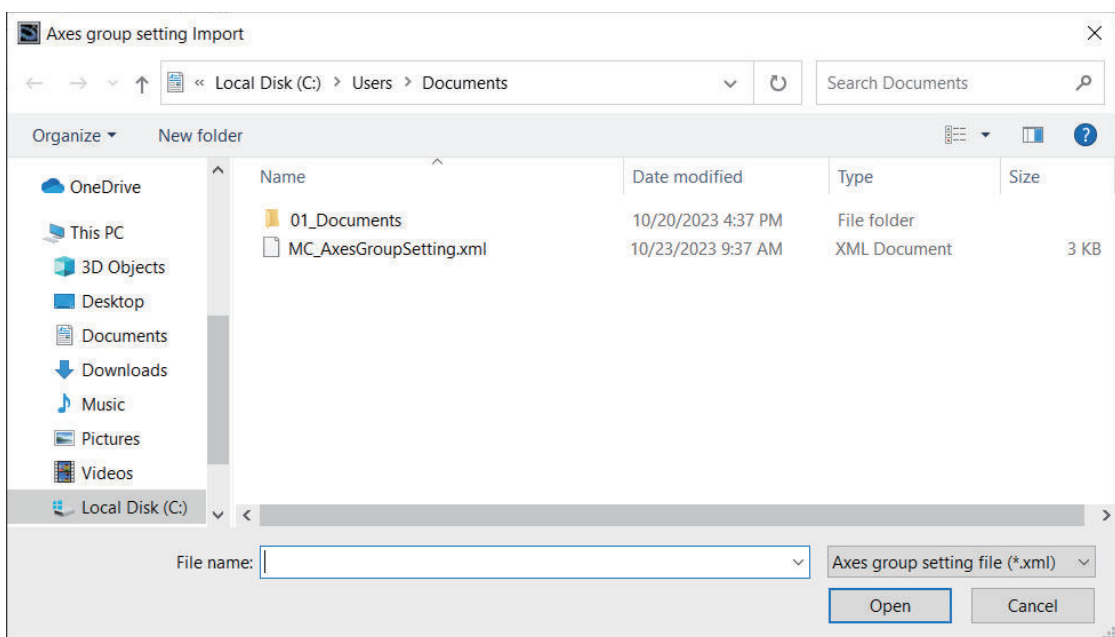 Axes group setting Import
« Local Disk (C:) > Users > Documents
Search Documents
Organize
New folder
?
Name
Date modified
Type
Size
01_Documents
10/20/2023 4:37 PM
File folder
MC_AxesGroupSetting.xml
10/23/2023 9:37 AM
XML Document
3 KB
OneDrive
This PC
3D Objects
Desktop
Documents
Downloads
Music
Pictures
Videos
Local Disk (C:)
File name:
Axes group setting file (*.xml)
Open
Cancel